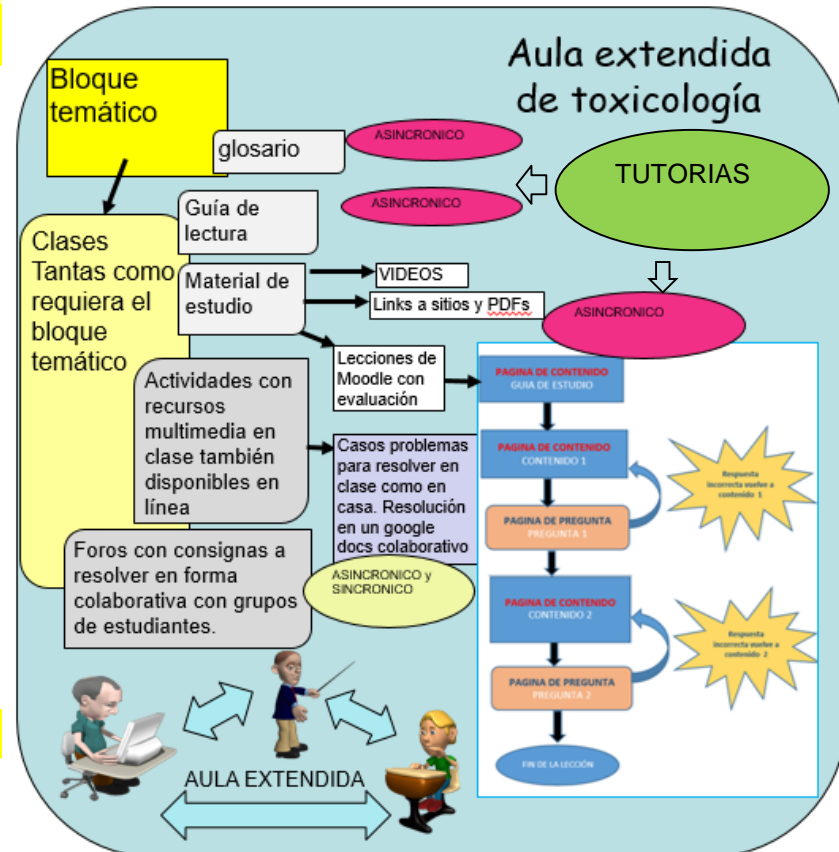 Aula extendida
de toxicología
Bloque
temático
glosario
ASINCRONICO
TUTORIAS
Guía de
lectura
ASINCRONICO
Clases
Tantas como
requiera el
bloque
temático
Material de
estudio
VIDEOS
Links a sitios y PDFs
ASINCRONICO
Lecciones de
Moodle con
evaluación
Actividades con
recursos
multimedia en
clase también
disponibles en
línea
Casos problemas
para resolver en
clase como en
casa. Resolución
en un google
docs colaborativo
Foros con consignas a
resolver en forma
colaborativa con grupos
de estudiantes.
ASINCRONICO y
SINCRONICO
PAGINA DE CONTENIDO
GUIA DE ESTUDIO
PAGINA DE CONTENIDO
CONTENIDO 1
Respuesta
incorrecta vuelve a
contenido 1
PAGINA DE PREGUNTA
PREGUNTA 1
PAGINA DE CONTENIDO
CONTENIDO 2
Respuesta
incorrecta vuelve a
contenido 2
PAGINA DE PREGUNTA
PREGUNTA 2
FIN DE LA LECCIÓN
AULA EXTENDIDA